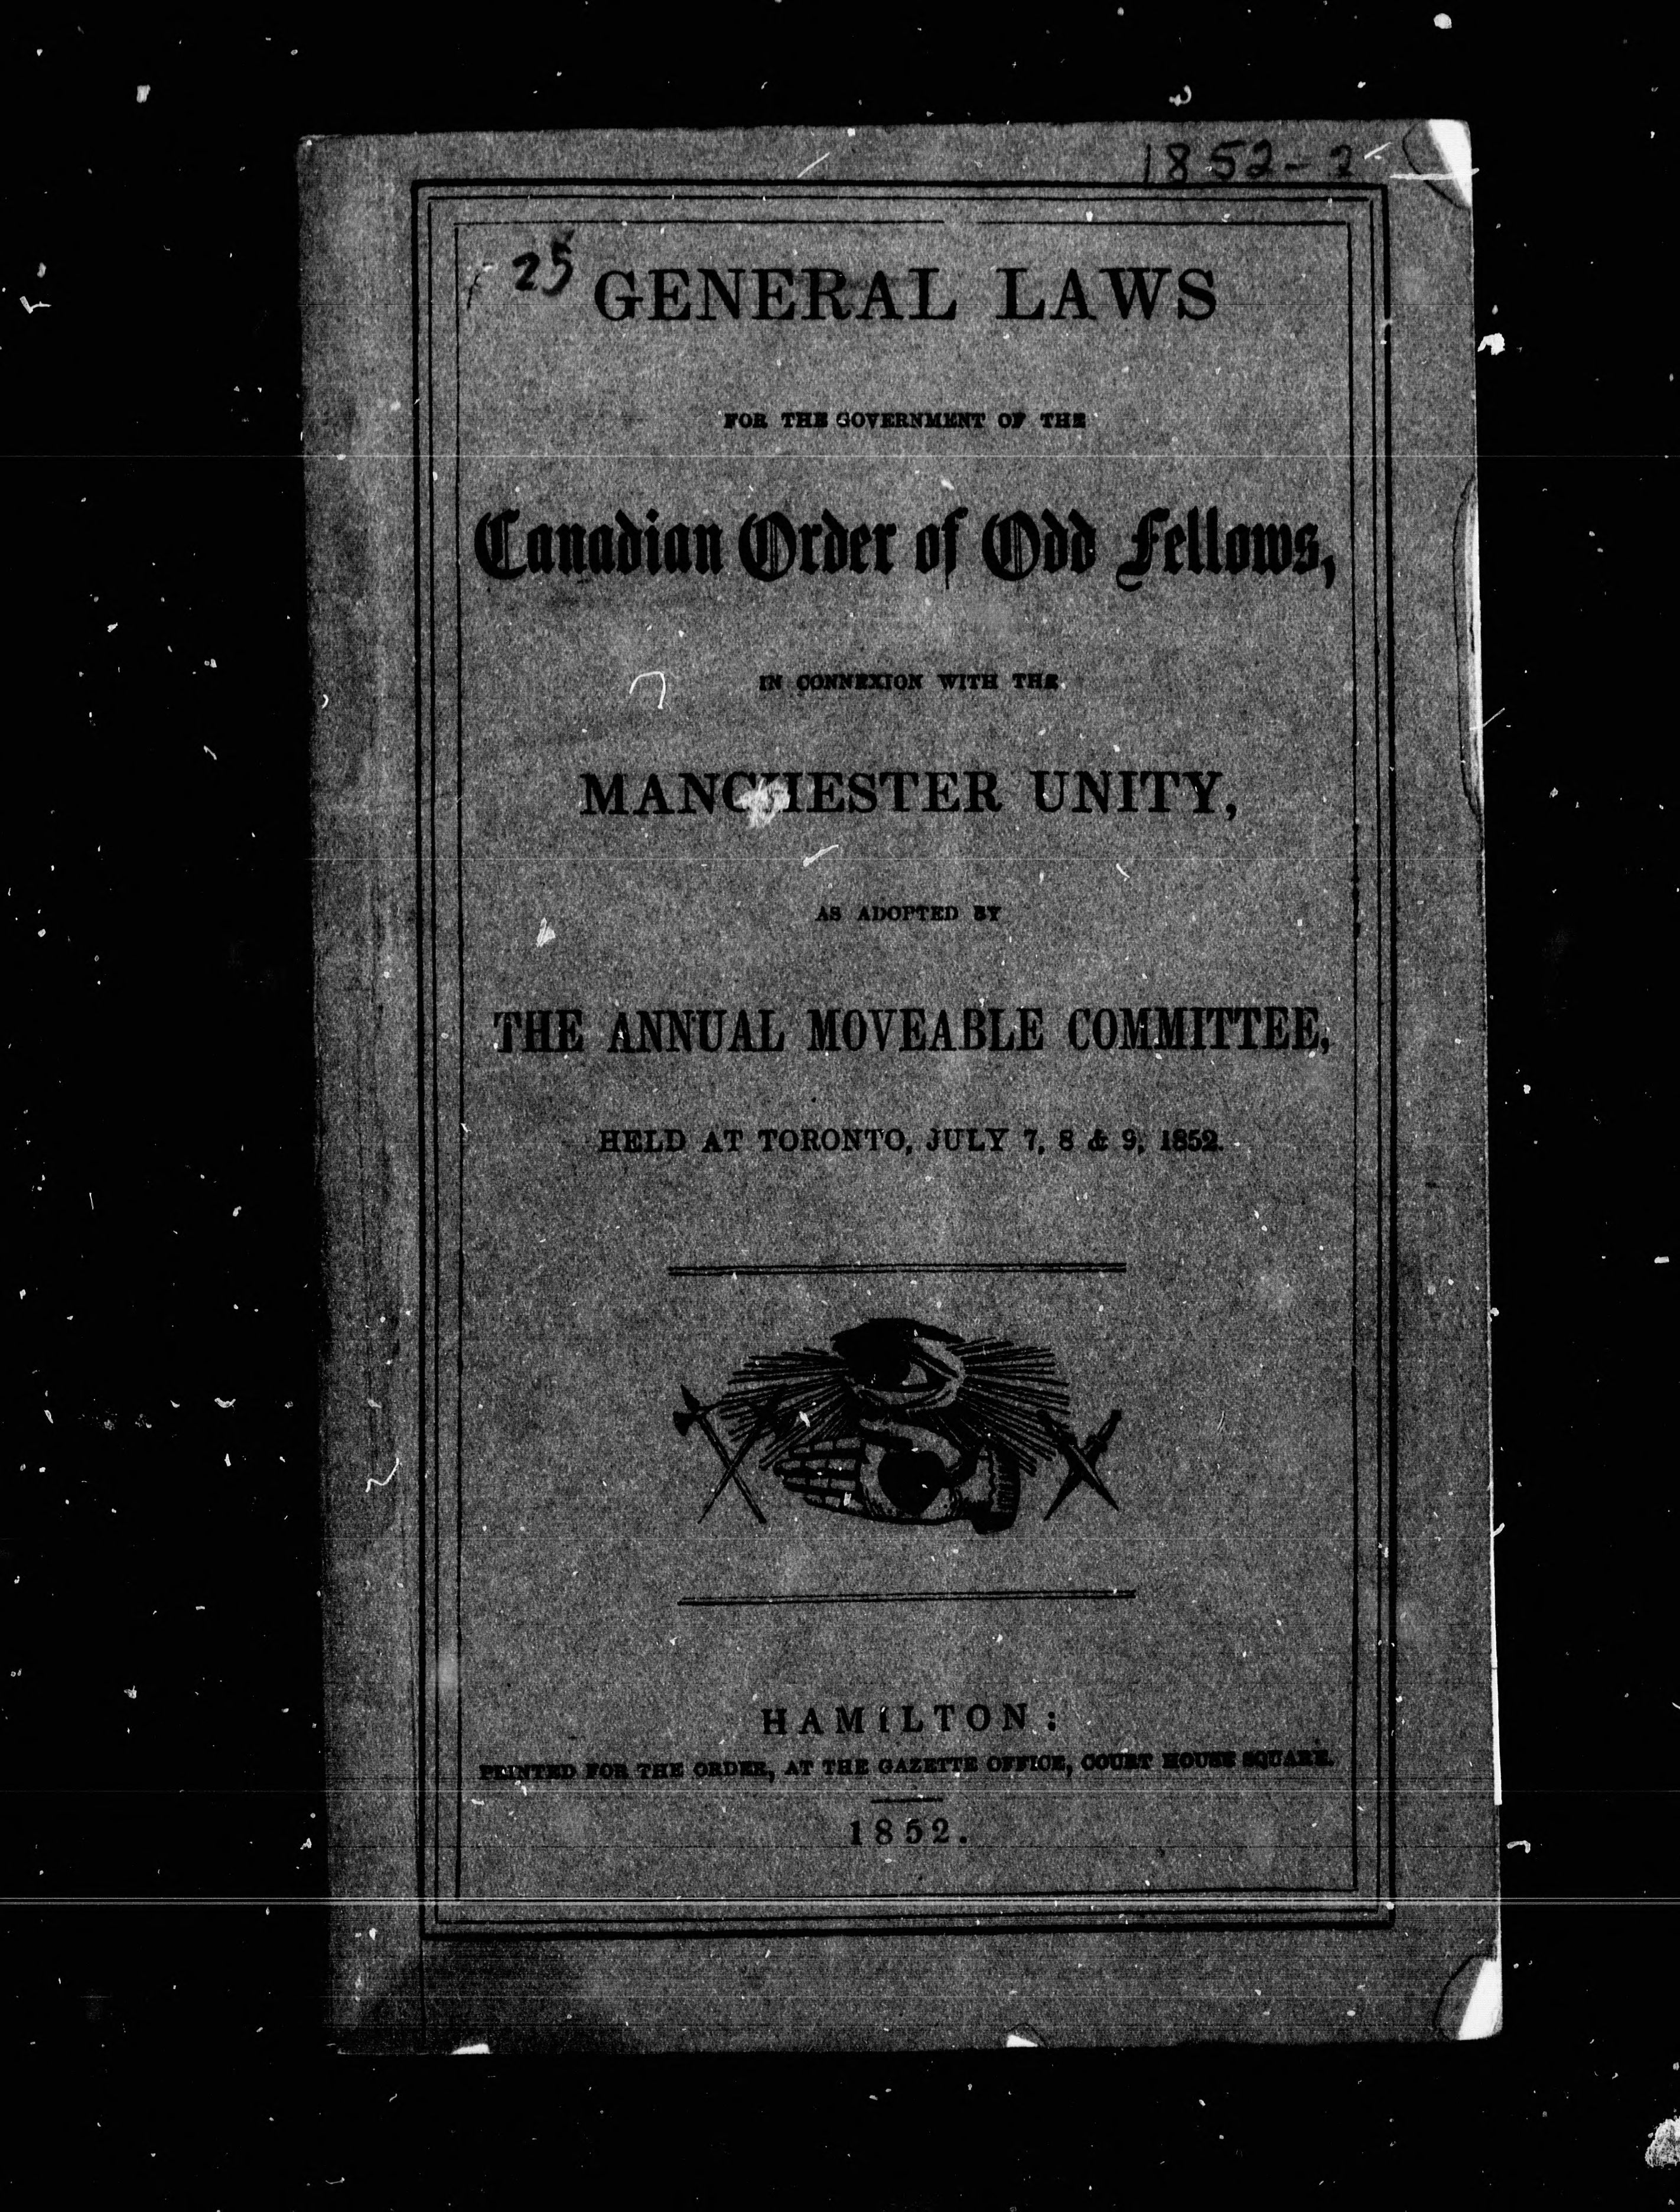 1852-2
25
GENERAL LAWS
FOR THE GOVERNMENT OF THE
Canadian Order of Odd Fellows,
IN CONNEXION WITH THE
MANCHESTER UNITY,
AS ADOPTED BY
THE ANNUAL MOVEABLE COMMITTEE,
HELD AT TORONTO, JULY 7, 8 & 9, 1852.
HAMILTON:
PRINTED FOR THE ORDER, AT THE GAZETTE OFFICE, COURT HOUSE SQUARE.
1852.